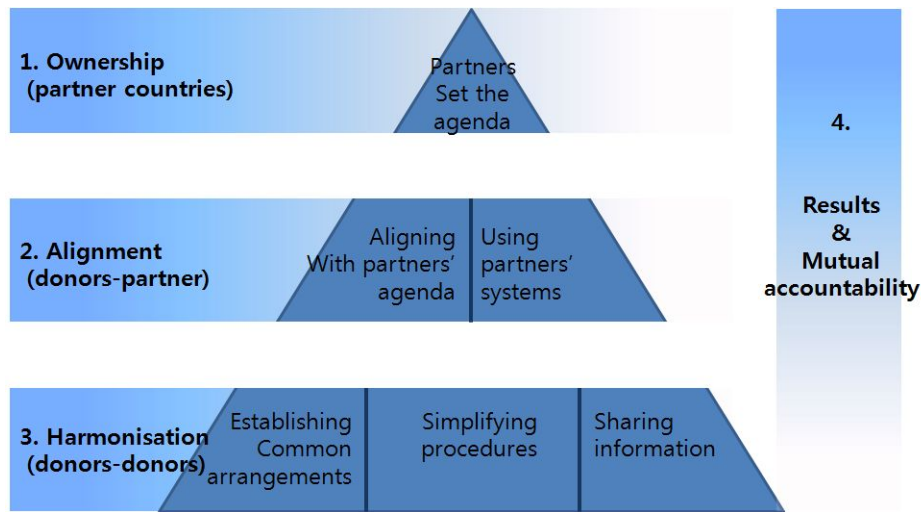 1. Ownership
(partner countries)
Partners
Set the
agenda
2. Alignment
(donors-partner)
Aligning
With partners’
agenda
Using
partners’
systems
3. Harmonisation
(donors-donors)
Establishing
Common
arrangements
Simplifying
procedures
Sharing
information
4.
Results
&
Mutual
accountability